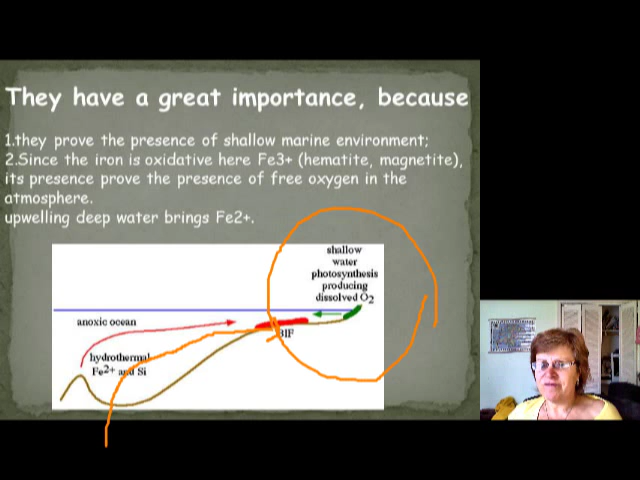 They have a great importance, because
1.they prove the presence of shallow marine environment;
2.Since the iron is oxidative here Fe3+ (hematite, magnetite),
its presence prove the presence of free oxygen in the
atmosphere.
upwelling deep water brings Fe2+.
shallow
water
photosynthesis
producing
dissolved O2
anoxic ocean
BIF
hydrothermal
Fe2+ and Si